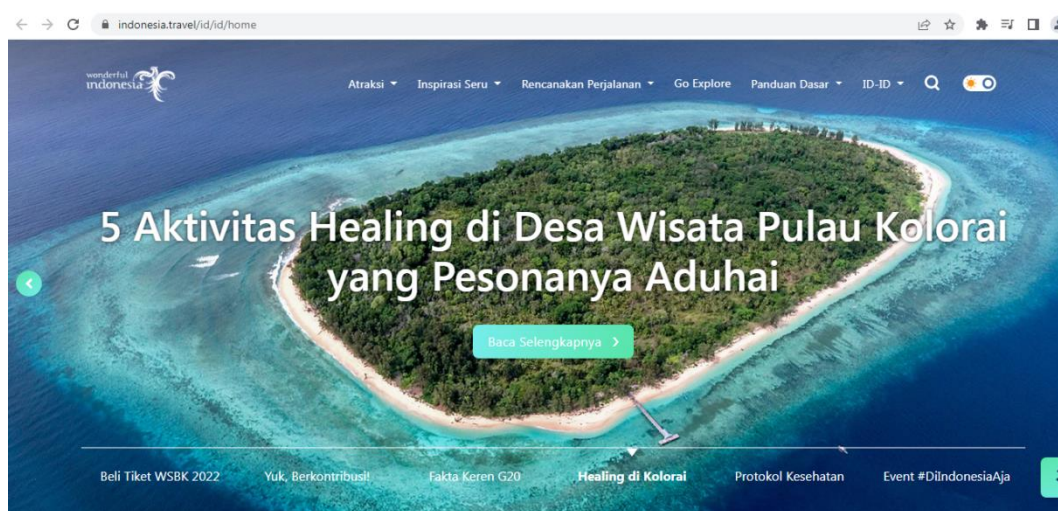 indonesia.travel/id/id/home
wonderful
indonesia
Atraksi Inspirasi Seru Rencanakan Perjalanan Go Explore Panduan Dasar ID-ID
5 Aktivitas Healing di Desa Wisata Pulau Kolorai
yang Pesonanya Aduhai
Baca Selengkapnya
Beli Tiket WSBK 2022 Yuk, Berkontribusi! Fakta Keren G20 Healing di Kolorai Protokol Kesehatan Event #DiIndonesiaAja